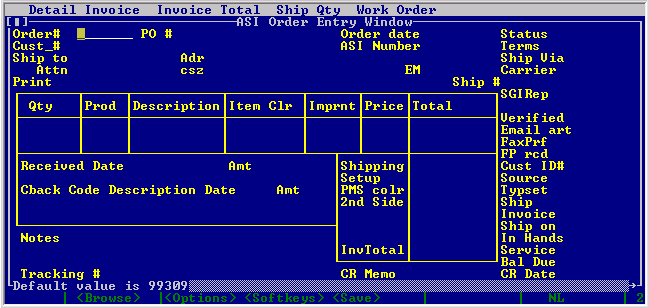 Detail Invoice Invoice Total Ship Qty Work Order
ASI Order Entry Window
Order# PO # Order date Status
Cust_# ASI Number Terms
Ship to Adr Ship Via
Attn csz EM Carrier
Print Ship #
SGIRep
Qty Prod Description Item Clr Imprnt Price Total
Verified
Email art
FaxPrf
FP rcd
Received Date Amt Shipping Cust ID#
Setup Source
Cback Code Description Date Amt PMS colr Typset
2nd Side Ship
Invoice
Ship on
Notes In Hands
InvTotal Service
Bal Due
Tracking # CR Memo CR Date
Default value is 99309
<Browse> <Options> <Softkeys> <Save> NL 2